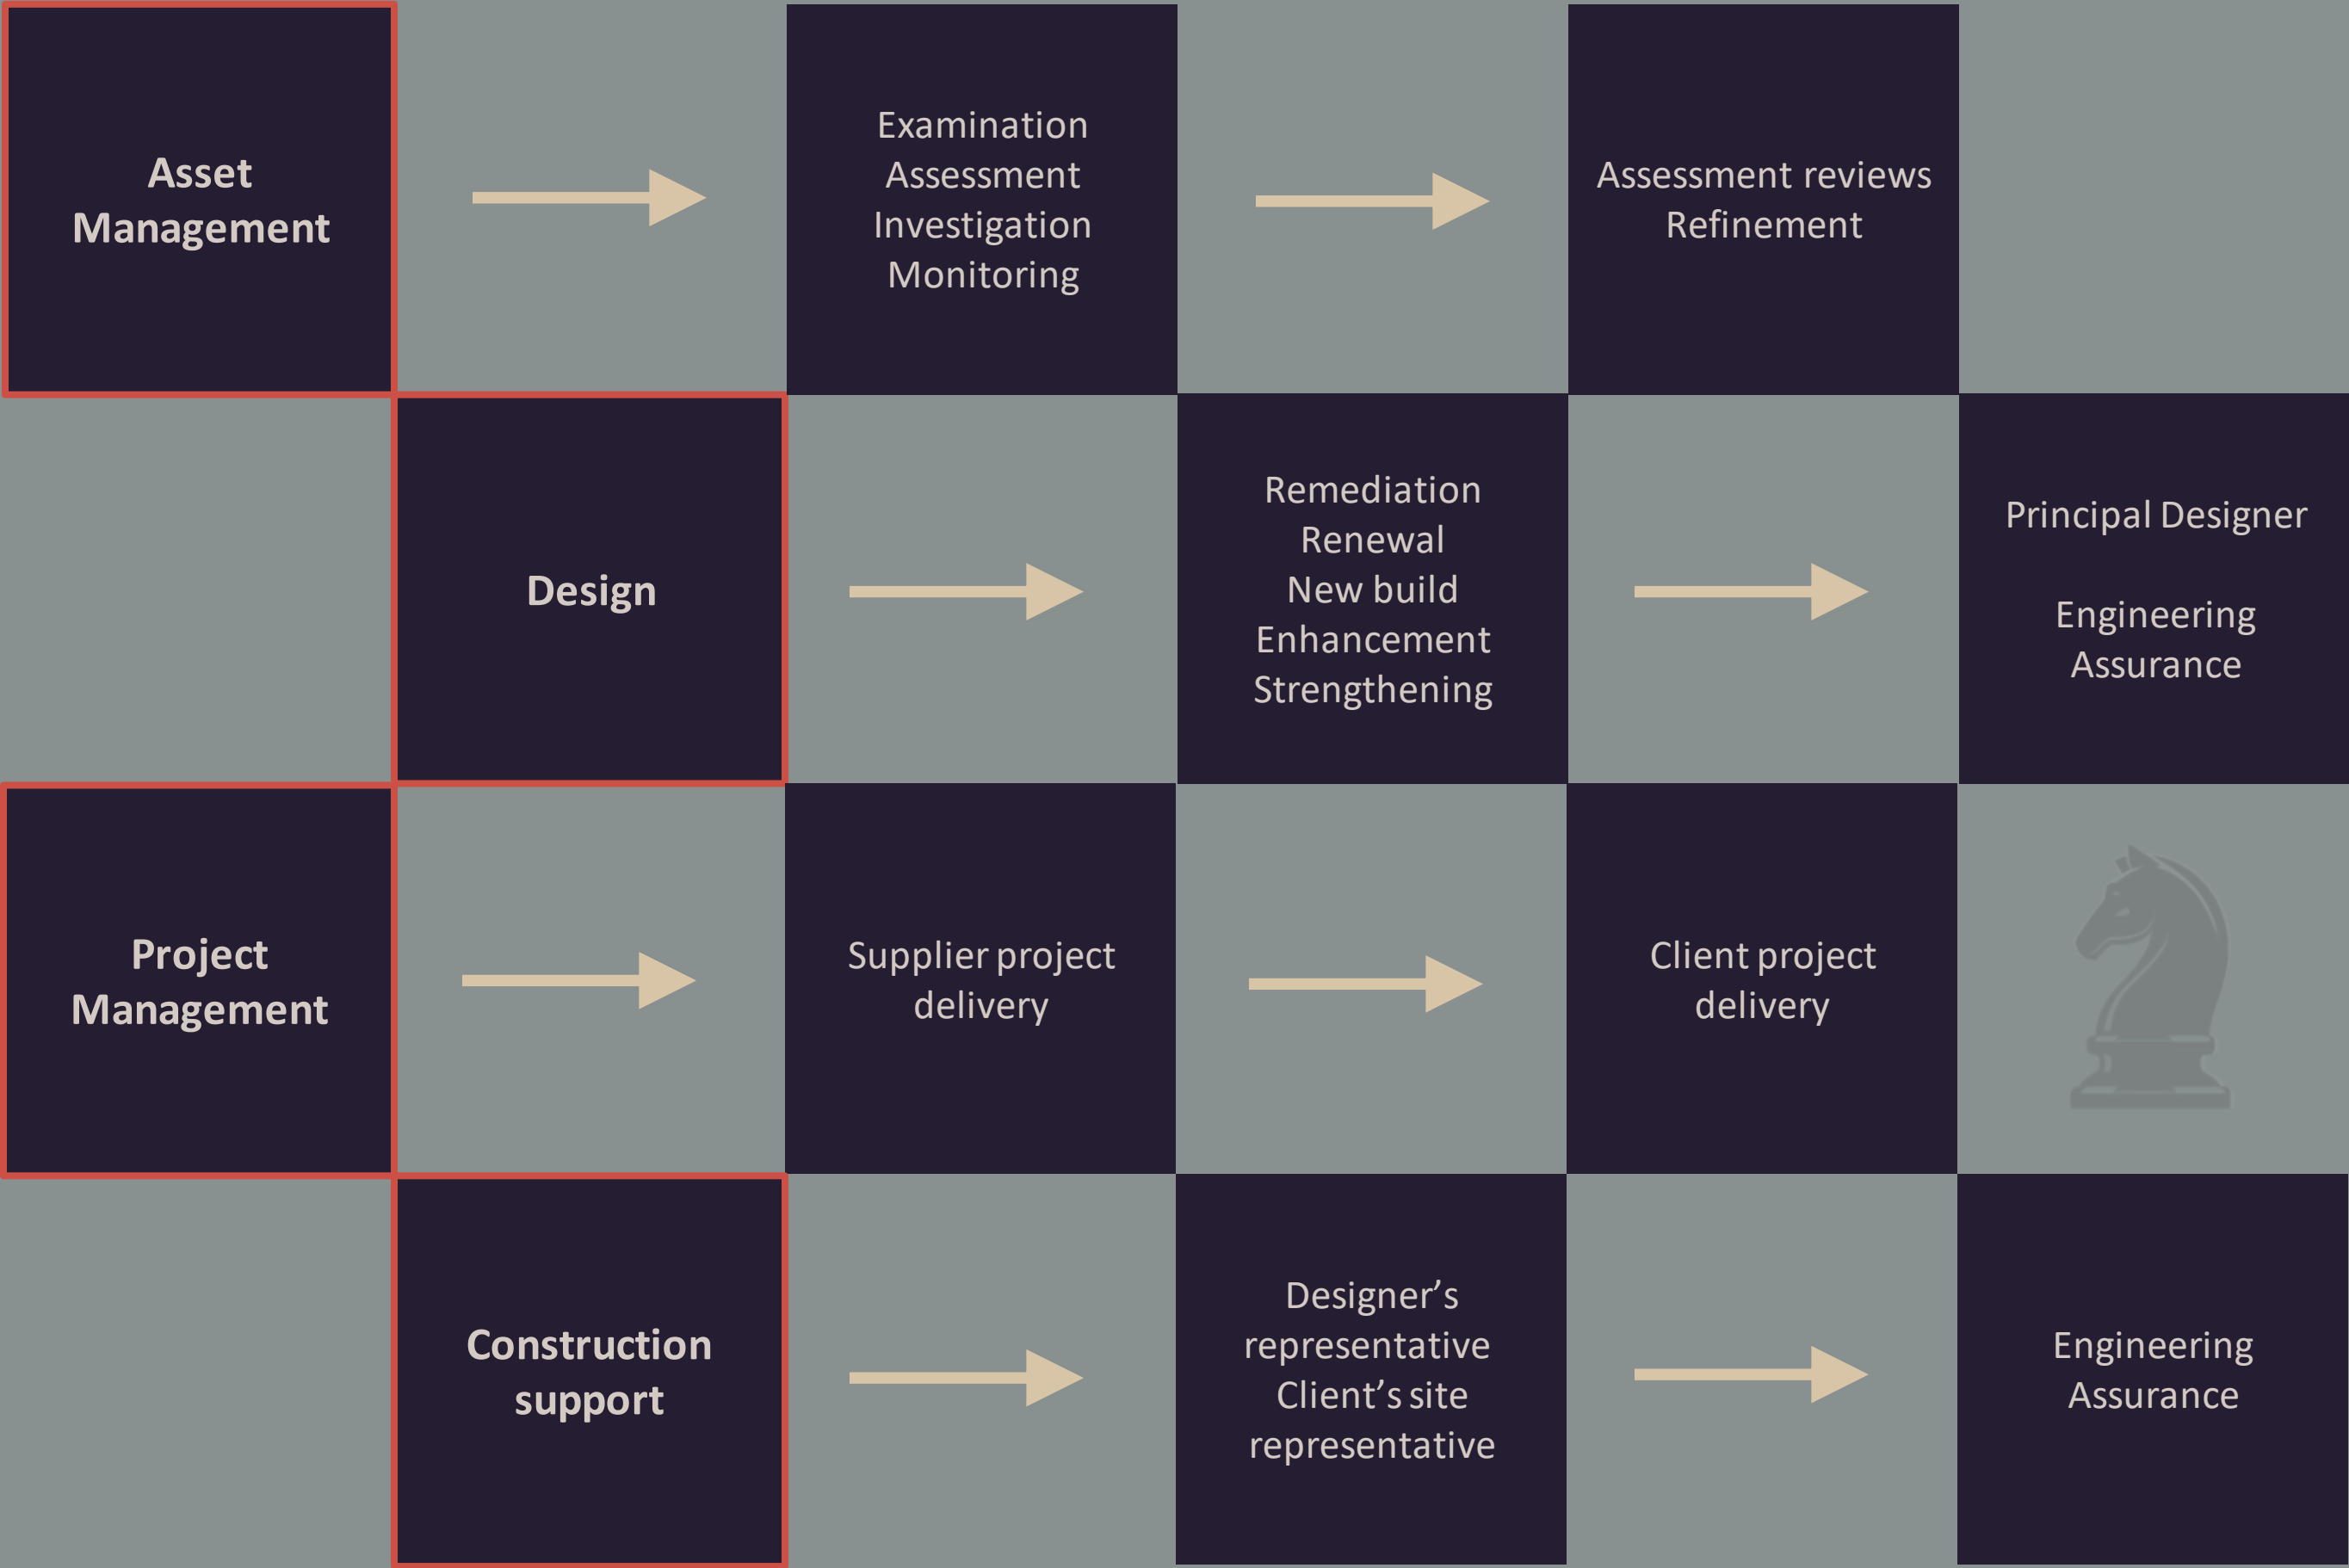 Asset
Management
Examination
Assessment
Investigation
Monitoring
Assessment reviews
Refinement
Design
Remediation
Renewal
New build
Enhancement
Strengthening
Principal Designer
Engineering
Assurance
Project
Management
Supplier project
delivery
Client project
delivery
Construction
support
Designer’s
representative
Client’s site
representative
Engineering
Assurance